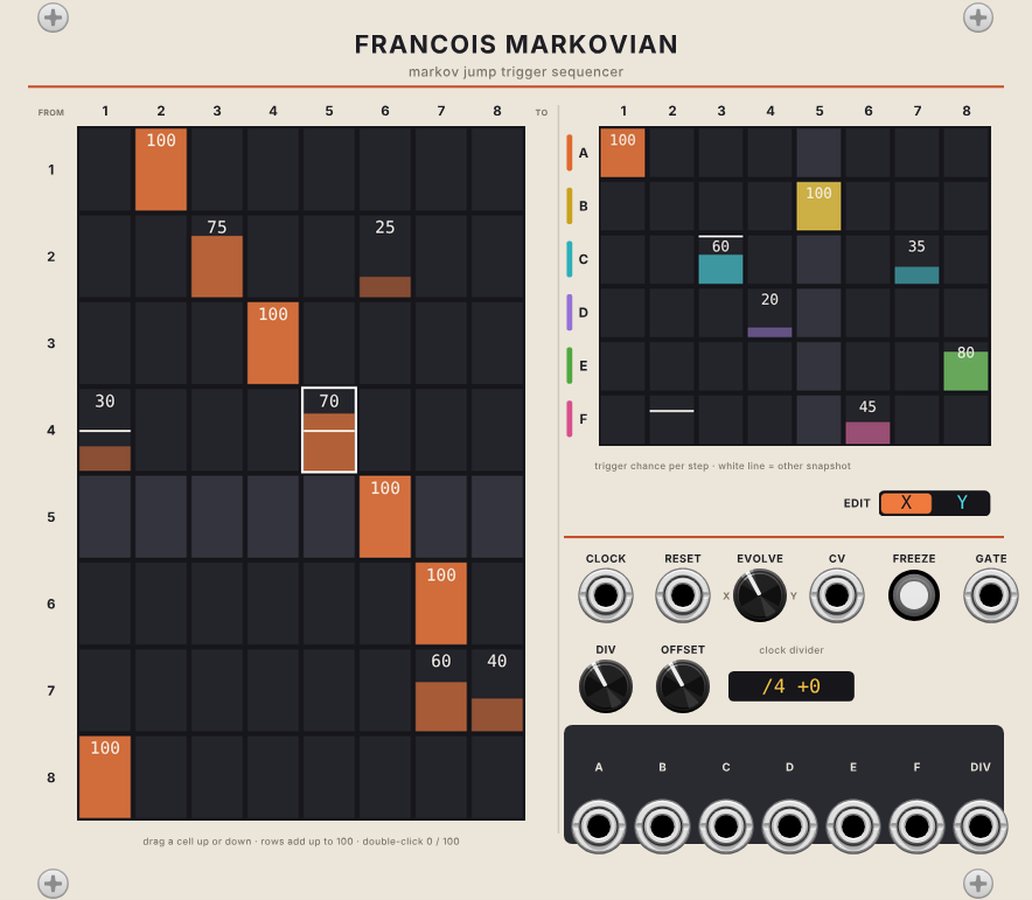 FRANCOIS MARKOVIAN
markov jump trigger sequencer
FROM 1 2 3 4 5 6 7 8 TO
1 100
2 75 25
3 100
4 30 70
5 100
6 100
7 60 40
8 100
drag a cell up or down · rows add up to 100 · double-click 0 / 100
1 2 3 4 5 6 7 8
A 100
B 100
C 60 35
D 20
E 80
F 45
trigger chance per step · white line = other snapshot
EDIT X Y
CLOCK RESET EVOLVE CV FREEZE GATE
X Y
DIV OFFSET clock divider
/4 +0
A B C D E F DIV